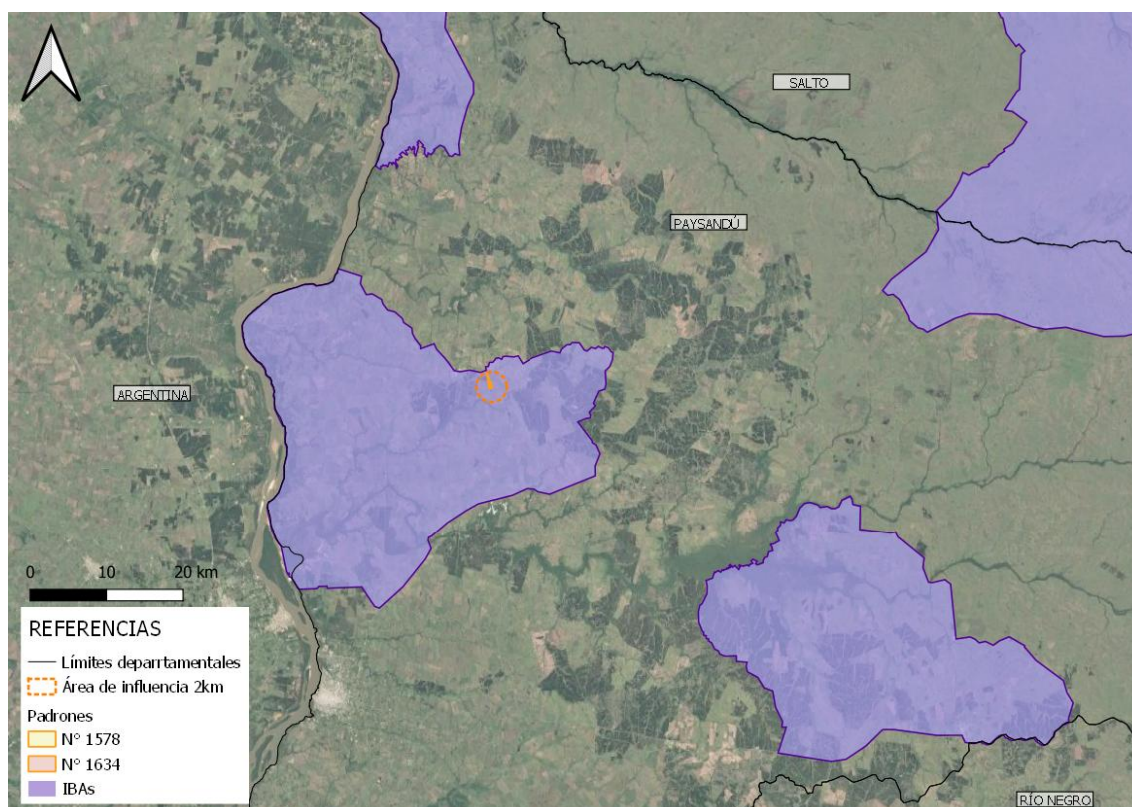 SALTO
PAYSANDÚ
ARGENTINA
0 10 20 km
REFERENCIAS
Límites deparrtamentales
Área de influencia 2km
Padrones
N° 1578
N° 1634
IBAs
RÍO NEGRO